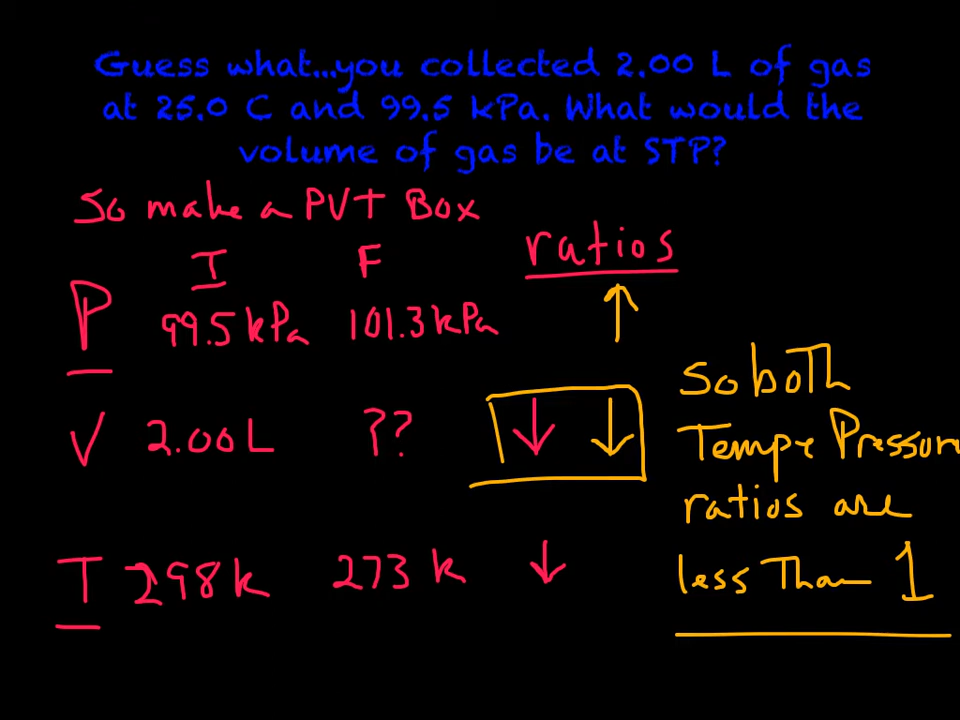 Guess what...you collected 2.00 L of gas
at 25.0 C and 99.5 kPa. What would the
volume of gas be at STP?
So make a PVT Box
I F ratios
P 99.5 kPa 101.3 kPa ↑
So both
V 2.00 L ?? ↓ ↓ Temp & Pressure
ratios are
T 298 k 273 k ↓ less Than 1